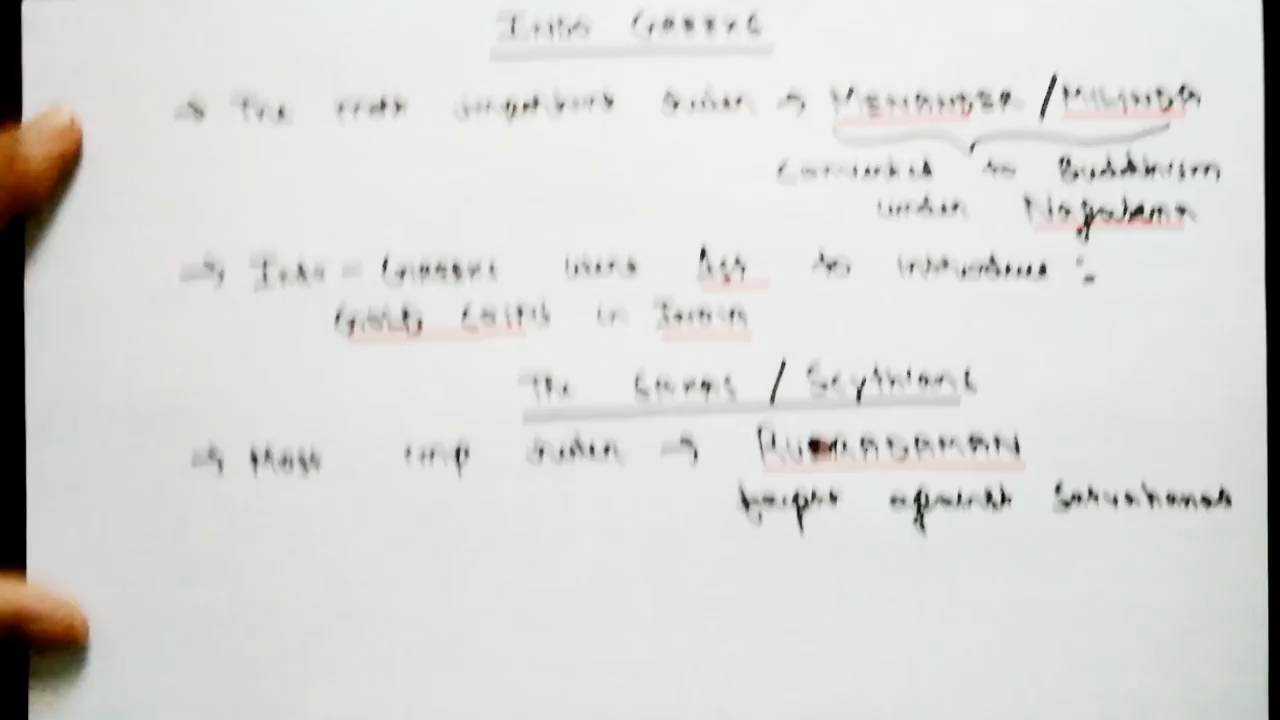 Indo Greeks
→ The most important ruler → MENANDER / MILINDA
Converted to Buddhism
under Nagasena
→ Indo - Greeks were 1st to introduce :-
GOLD COINS in India
The Sakas / Scythians
→ Most imp ruler → RUDRADAMAN
fought against Satvahanas